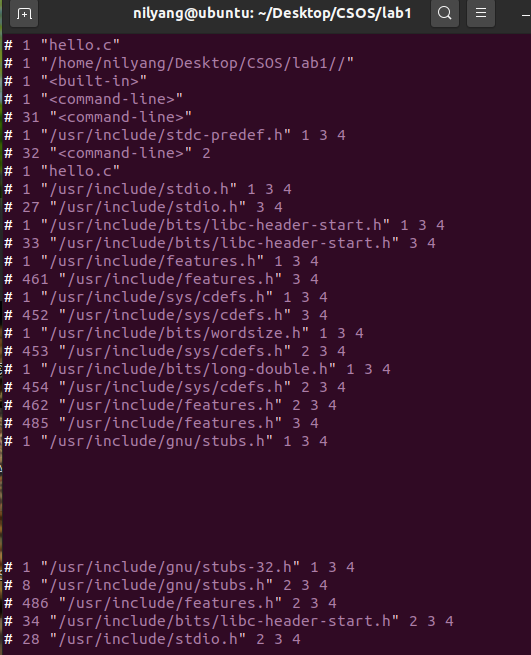 nilyang@ubuntu: ~/Desktop/CSOS/lab1
# 1 "hello.c"
# 1 "/home/nilyang/Desktop/CSOS/lab1//"
# 1 "<built-in>"
# 1 "<command-line>"
# 31 "<command-line>"
# 1 "/usr/include/stdc-predef.h" 1 3 4
# 32 "<command-line>" 2
# 1 "hello.c"
# 1 "/usr/include/stdio.h" 1 3 4
# 27 "/usr/include/stdio.h" 3 4
# 1 "/usr/include/bits/libc-header-start.h" 1 3 4
# 33 "/usr/include/bits/libc-header-start.h" 3 4
# 1 "/usr/include/features.h" 1 3 4
# 461 "/usr/include/features.h" 3 4
# 1 "/usr/include/sys/cdefs.h" 1 3 4
# 452 "/usr/include/sys/cdefs.h" 3 4
# 1 "/usr/include/bits/wordsize.h" 1 3 4
# 453 "/usr/include/sys/cdefs.h" 2 3 4
# 1 "/usr/include/bits/long-double.h" 1 3 4
# 454 "/usr/include/sys/cdefs.h" 2 3 4
# 462 "/usr/include/features.h" 2 3 4
# 485 "/usr/include/features.h" 3 4
# 1 "/usr/include/gnu/stubs.h" 1 3 4
# 1 "/usr/include/gnu/stubs-32.h" 1 3 4
# 8 "/usr/include/gnu/stubs.h" 2 3 4
# 486 "/usr/include/features.h" 2 3 4
# 34 "/usr/include/bits/libc-header-start.h" 2 3 4
# 28 "/usr/include/stdio.h" 2 3 4